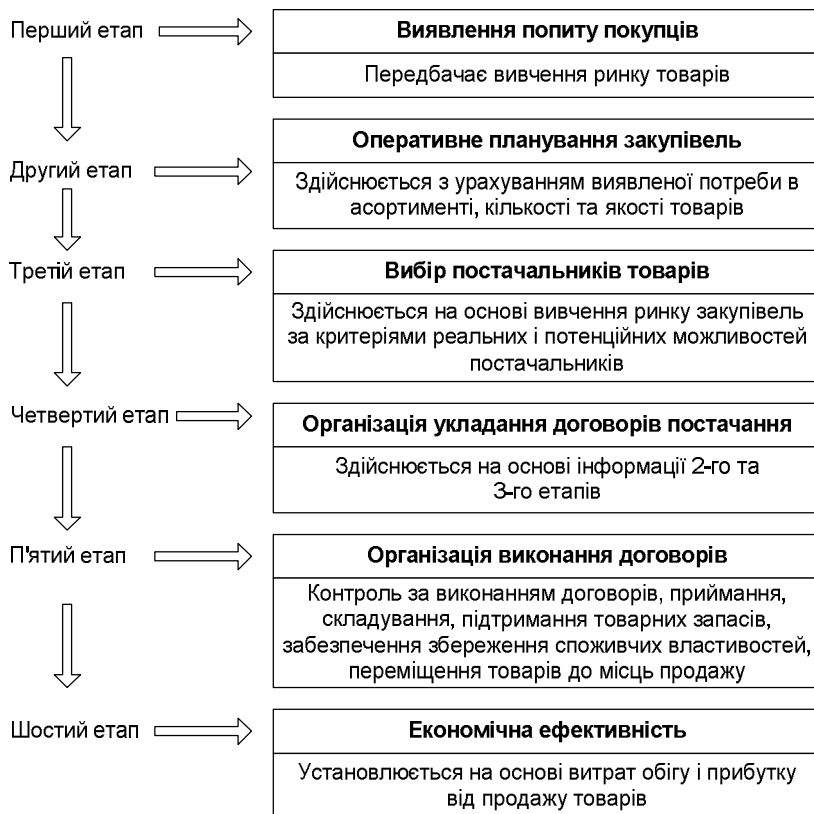 Перший етап
Виявлення попиту покупців
Передбачає вивчення ринку товарів
Другий етап
Оперативне планування закупівель
Здійснюється з урахуванням виявленої потреби в
асортименті, кількості та якості товарів
Третій етап
Вибір постачальників товарів
Здійснюється на основі вивчення ринку закупівель
за критеріями реальних і потенційних можливостей
постачальників
Четвертий етап
Організація укладання договорів постачання
Здійснюється на основі інформації 2-го та
3-го етапів
П'ятий етап
Організація виконання договорів
Контроль за виконанням договорів, приймання,
складування, підтримання товарних запасів,
забезпечення збереження споживчих властивостей,
переміщення товарів до місць продажу
Шостий етап
Економічна ефективність
Установлюється на основі витрат обігу і прибутку
від продажу товарів